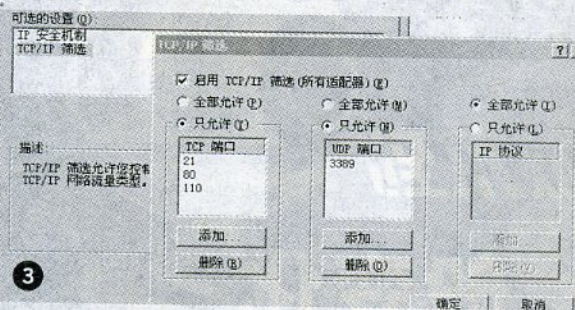 可选的设置(O):
IP 安全机制
TCP/IP 筛选
描述:
TCP/IP 筛选允许您控制
TCP/IP 网络流量类型。
TCP/IP 筛选
?
启用 TCP/IP 筛选(所有适配器)(E)
全部允许(P)
只允许(Y)
TCP 端口
21
80
110
添加...
删除(R)
全部允许(M)
只允许(N)
UDP 端口
3389
添加...
删除(O)
全部允许(I)
只允许(L)
IP 协议
添加...
删除(V)
确定
取消
3